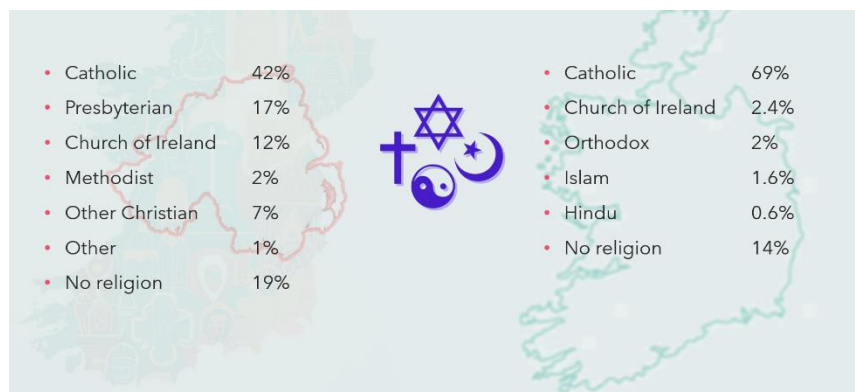 • Catholic 42%
• Presbyterian 17%
• Church of Ireland 12%
• Methodist 2%
• Other Christian 7%
• Other 1%
• No religion 19%
• Catholic 69%
• Church of Ireland 2.4%
• Orthodox 2%
• Islam 1.6%
• Hindu 0.6%
• No religion 14%